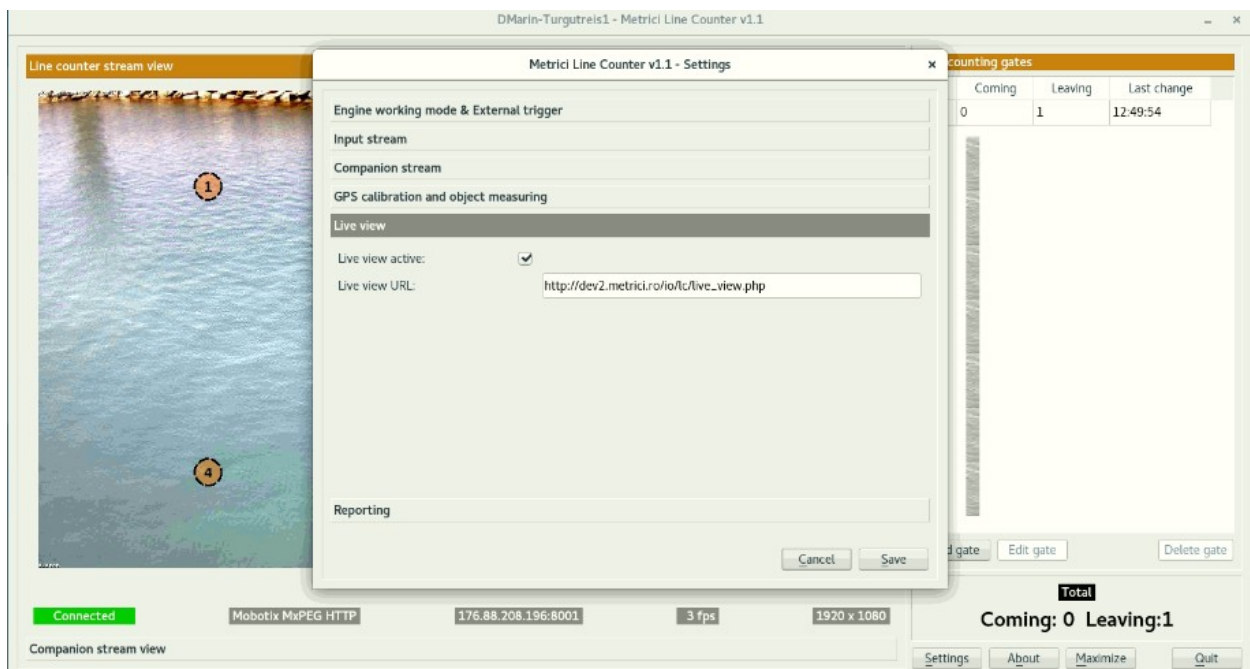 DMarin-Turgutreis1 - Metrici Line Counter v1.1
Line counter stream view
Metrici Line Counter v1.1 - Settings
counting gates
Coming Leaving Last change
0 1 12:49:54
Engine working mode & External trigger
Input stream
Companion stream
GPS calibration and object measuring
Live view
Live view active:
Live view URL: http://dev2.metrici.ro/io/lc/live_view.php
1
4
Reporting
Cancel Save
gate Edit gate Delete gate
Total
Coming: 0 Leaving:1
Connected Mobotix MxPEG HTTP 176.88.208.196:8001 3 fps 1920 x 1080
Companion stream view
Settings About Maximize Quit